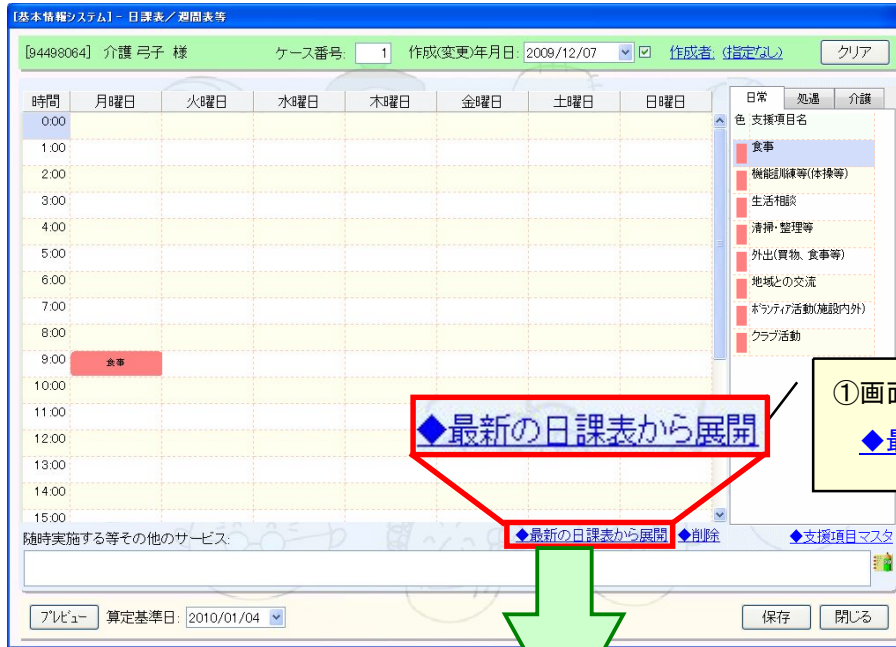 [基本情報システム] - 日課表／週間表等
[94498064] 介護 弓子 様 ケース番号: 1 作成(変更)年月日: 2009/12/07 作成者: (指定なし) クリア
時間 月曜日 火曜日 水曜日 木曜日 金曜日 土曜日 日曜日
日常 処遇 介護
色 支援項目名
食事
機能訓練等(体操等)
生活相談
清掃・整理等
外出(買物、食事等)
地域との交流
ﾎﾞﾗﾝﾃｨｱ活動(施設内外)
クラブ活動
0:00
1:00
2:00
3:00
4:00
5:00
6:00
7:00
8:00
9:00 食事
10:00
11:00
12:00
13:00
14:00
15:00
◆最新の日課表から展開
①画面
◆最
随時実施する等その他のサービス:
◆最新の日課表から展開 ◆削除 ◆支援項目マスタ
ﾌﾟﾚﾋﾞｭー 算定基準日: 2010/01/04 保存 閉じる